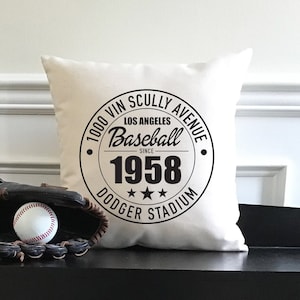 1000 VIN SCULLY AVENUE
LOS ANGELES
Baseball
SINCE
1958
DODGER STADIUM